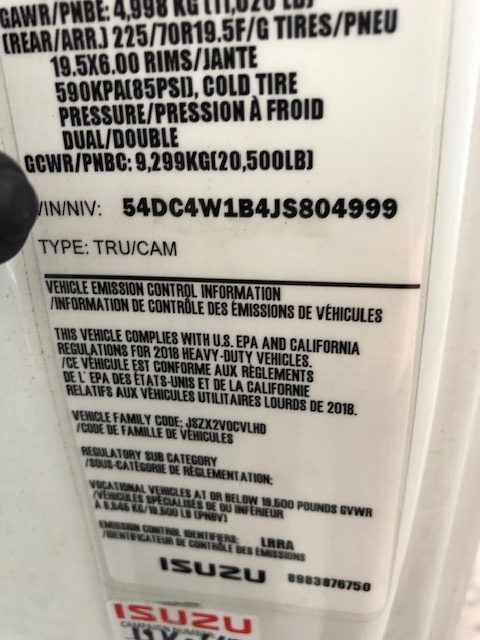 GAWR/PNBE: 4,998 KG (11,020 LB)
(REAR/ARR.) 225/70R19.5F/G TIRES/PNEU
19.5X6.00 RIMS/JANTE
590KPA(85PSI), COLD TIRE
PRESSURE/PRESSION À FROID
DUAL/DOUBLE
GCWR/PNBC: 9,299KG(20,500LB)
/IN/NIV: 54DC4W1B4JS804999
TYPE: TRU/CAM
VEHICLE EMISSION CONTROL INFORMATION
/INFORMATION DE CONTRÔLE DES ÉMISSIONS DE VÉHICULES
THIS VEHICLE COMPLIES WITH U.S. EPA AND CALIFORNIA
REGULATIONS FOR 2018 HEAVY-DUTY VEHICLES.
/CE VÉHICULE EST CONFORME AUX RÈGLEMENTS
DE L' EPA DES ÉTATS-UNIS ET DE LA CALIFORNIE
RELATIFS AUX VÉHICULES UTILITAIRES LOURDS DE 2018.
VEHICLE FAMILY CODE: JSZX2VOCVLHD
/CODE DE FAMILLE DE VÉHICULES
REGULATORY SUB CATEGORY
/SOUS-CATÉGORIE DE RÉGLEMENTATION:
VOCATIONAL VEHICLES AT OR BELOW 19,500 POUNDS GVWR
/VÉHICULES SPÉCIALISÉS DE OU INFÉRIEUR
À 8,845 KG/19,500 LB (PNBV)
EMISSION CONTROL IDENTIFIERS: LRRA
/IDENTIFICATEUR DE CONTRÔLE DES ÉMISSIONS
ISUZU 8983876750
ISUZU
CAMPAIGN NUMBER